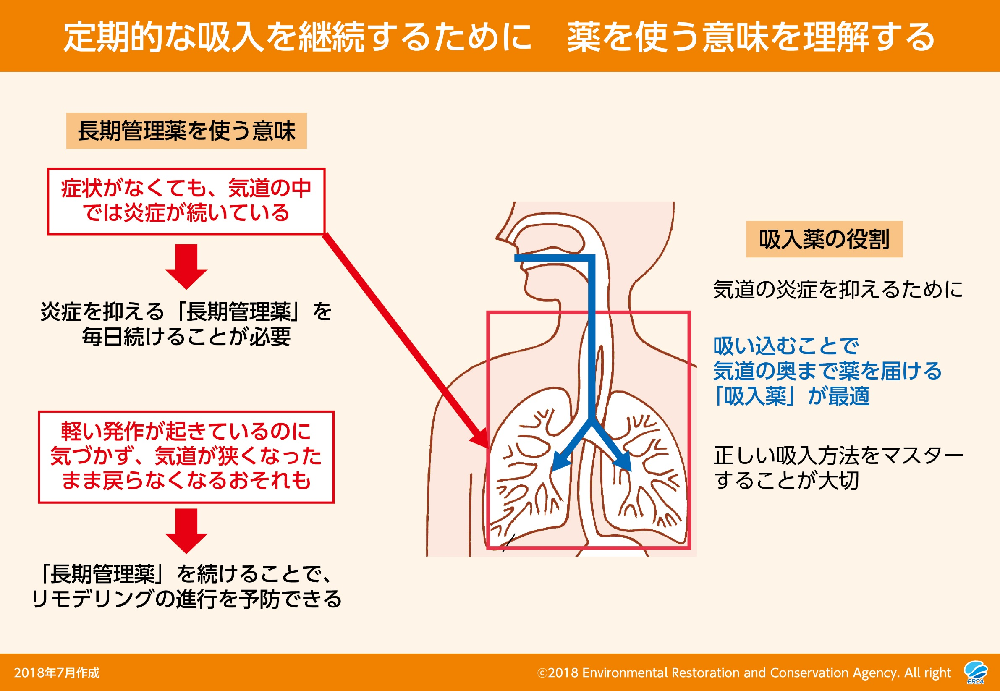 定期的な吸入を継続するために　薬を使う意味を理解する
長期管理薬を使う意味
症状がなくても、気道の中
では炎症が続いている
炎症を抑える「長期管理薬」を
毎日続けることが必要
軽い発作が起きているのに
気づかず、気道が狭くなった
まま戻らなくなるおそれも
「長期管理薬」を続けることで、
リモデリングの進行を予防できる
吸入薬の役割
気道の炎症を抑えるために
吸い込むことで
気道の奥まで薬を届ける
「吸入薬」が最適
正しい吸入方法をマスター
することが大切
2018年7月作成
©2018 Environmental Restoration and Conservation Agency. All right
ERCA